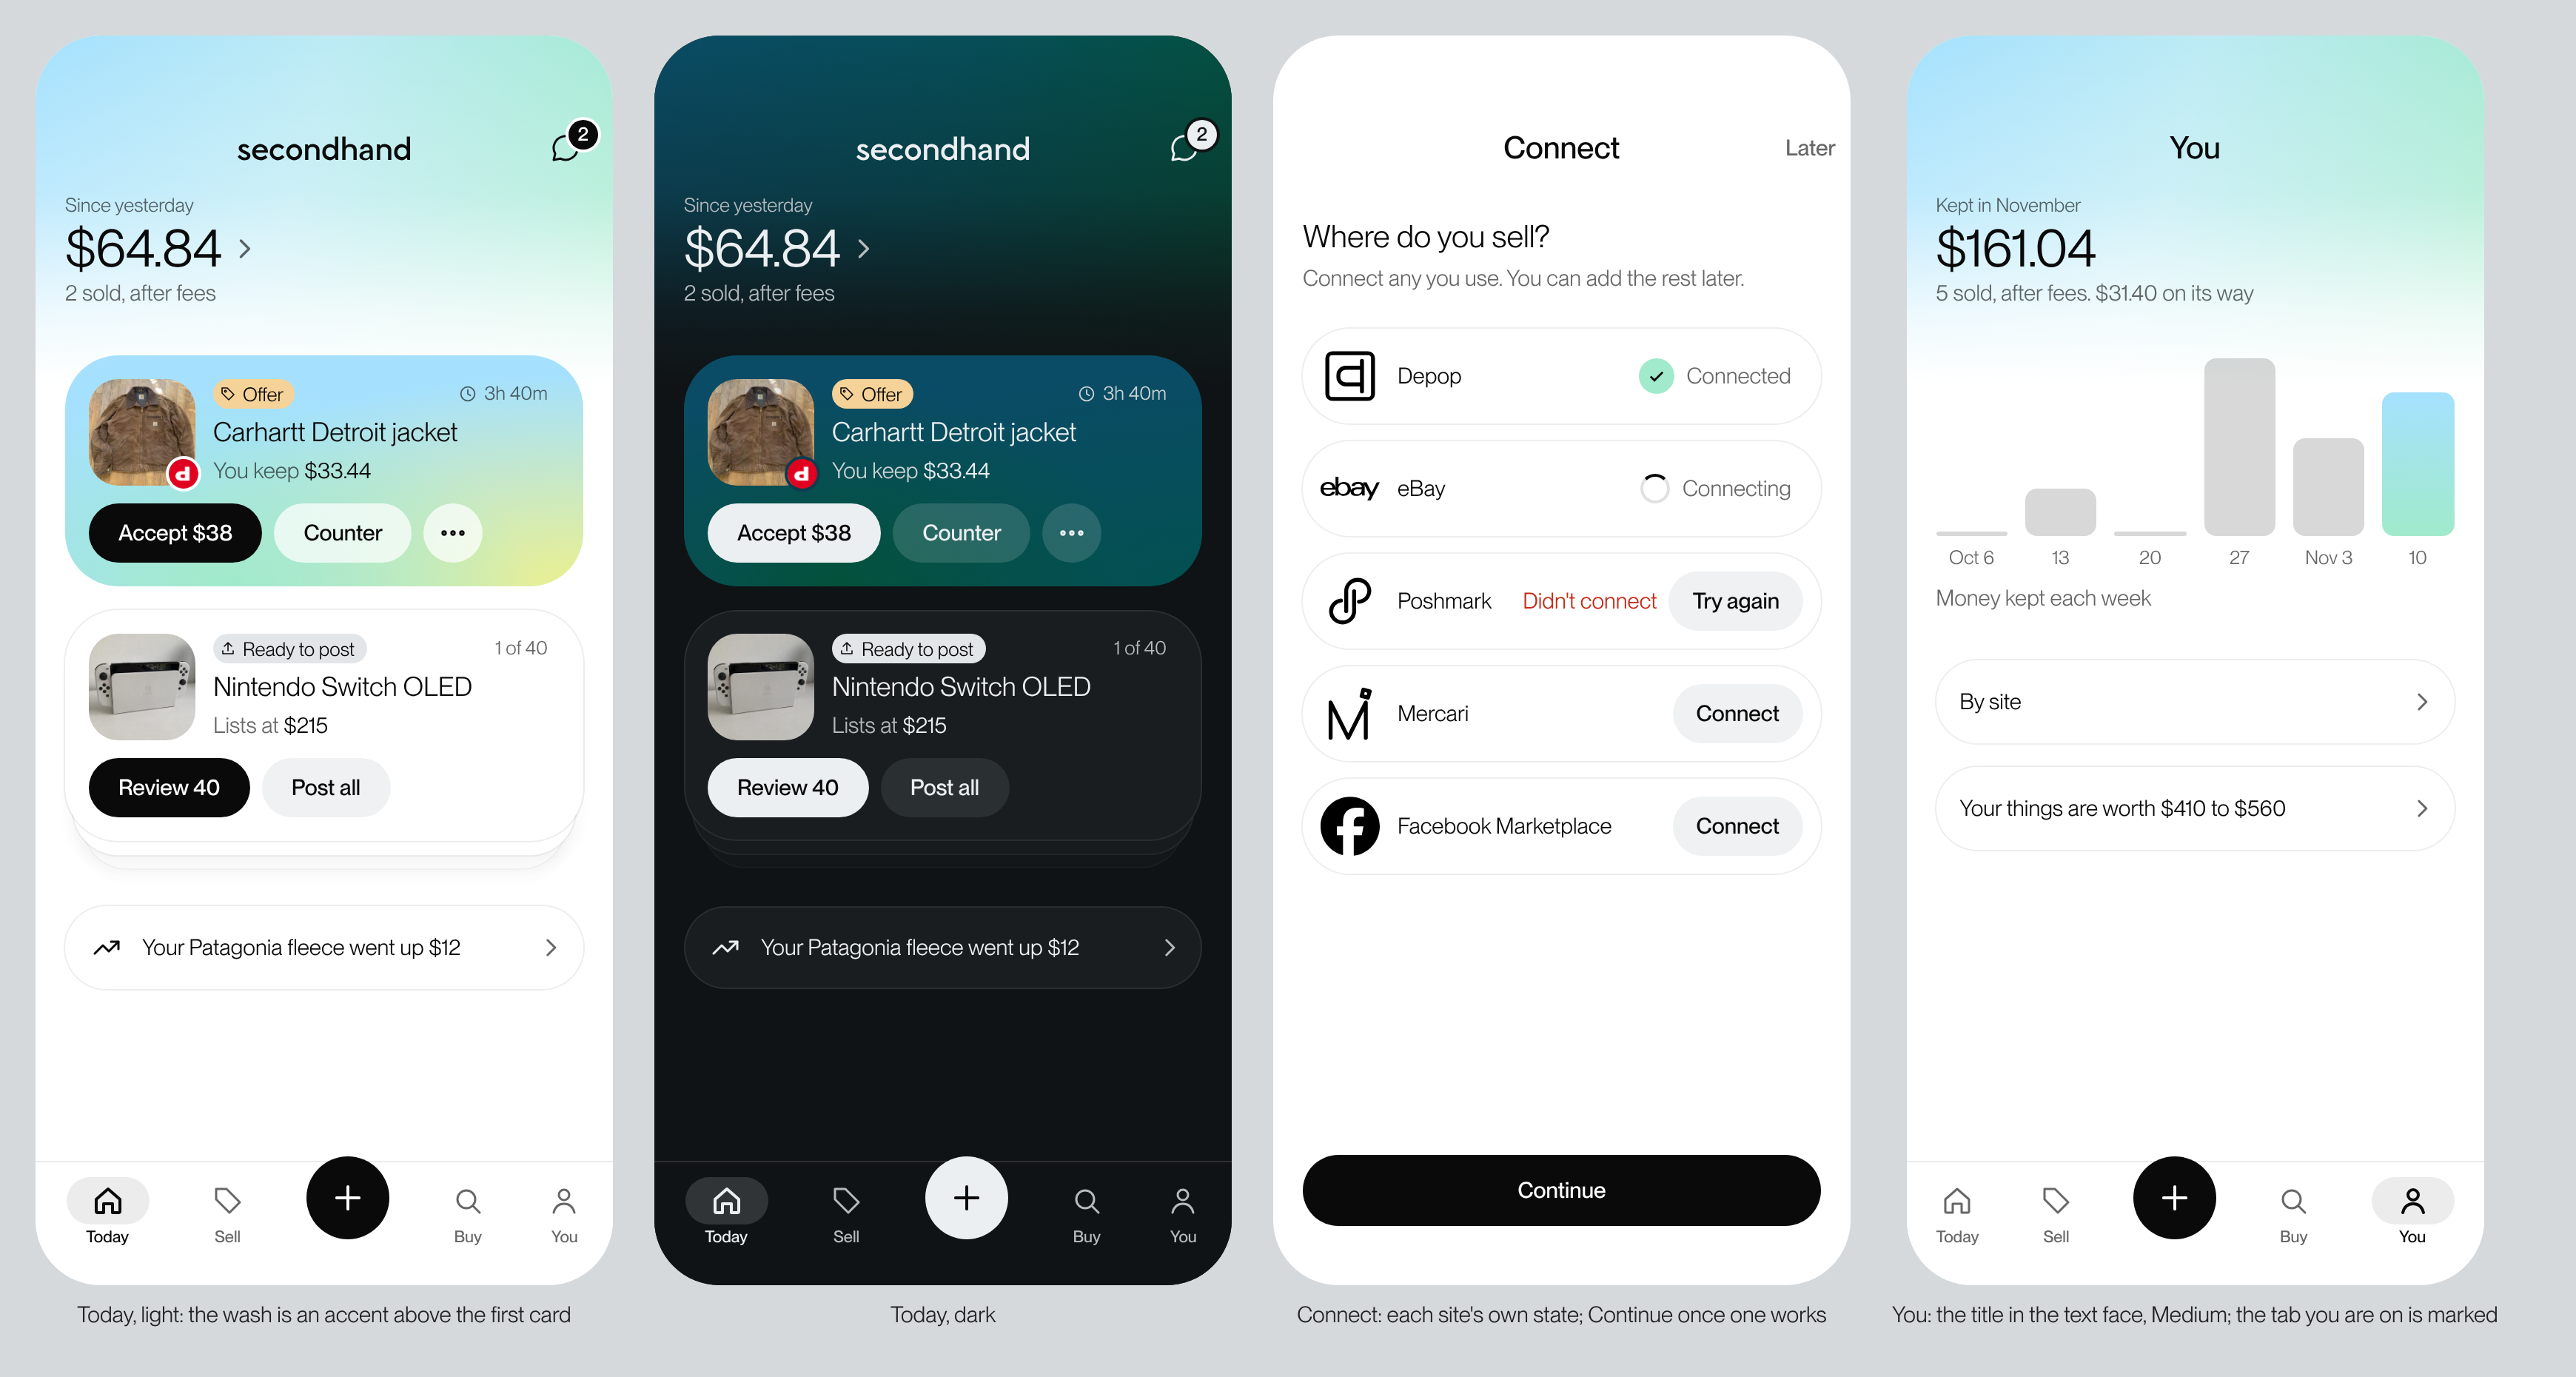 secondhand
2
Since yesterday
$64.84
2 sold, after fees
Offer
3h 40m
Carhartt Detroit jacket
You keep $33.44
Accept $38
Counter
Ready to post
1 of 40
Nintendo Switch OLED
Lists at $215
Review 40
Post all
Your Patagonia fleece went up $12
Today
Sell
Buy
You
Today, light: the wash is an accent above the first card
secondhand
2
Since yesterday
$64.84
2 sold, after fees
Offer
3h 40m
Carhartt Detroit jacket
You keep $33.44
Accept $38
Counter
Ready to post
1 of 40
Nintendo Switch OLED
Lists at $215
Review 40
Post all
Your Patagonia fleece went up $12
Today
Sell
Buy
You
Today, dark
Connect
Later
Where do you sell?
Connect any you use. You can add the rest later.
Depop
Connected
ebay
eBay
Connecting
Poshmark
Didn't connect
Try again
Mercari
Connect
Facebook Marketplace
Connect
Continue
Connect: each site's own state; Continue once one works
You
Kept in November
$161.04
5 sold, after fees. $31.40 on its way
Oct 6
13
20
27
Nov 3
10
Money kept each week
By site
Your things are worth $410 to $560
Today
Sell
Buy
You
You: the title in the text face, Medium; the tab you are on is marked